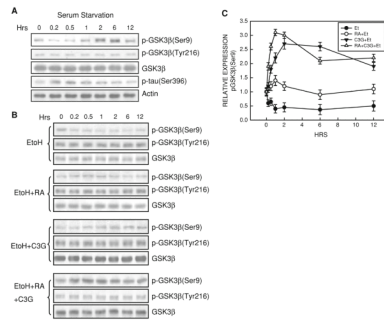 A
Serum Starvation
Hrs 0 0.2 0.5 1 2 6 12
p-GSK3β(Ser9)
p-GSK3β(Tyr216)
GSK3β
p-tau(Ser396)
Actin
B
Hrs 0 0.2 0.5 1 2 6 12
EtoH
p-GSK3β(Ser9)
p-GSK3β(Tyr216)
GSK3β
EtoH+RA
p-GSK3β(Ser9)
p-GSK3β(Tyr216)
GSK3β
EtoH+C3G
p-GSK3β(Ser9)
p-GSK3β(Tyr216)
GSK3β
EtoH+RA
+C3G
p-GSK3β(Ser9)
p-GSK3β(Tyr216)
GSK3β
C
RELATIVE EXPRESSION
pGSK3β(Ser9)
3.5
3.0
2.5
2.0
1.5
1.0
0.5
0.0
0 2 4 6 8 10 12
HRS
Et
RA+Et
C3G+Et
RA+C3G+Et